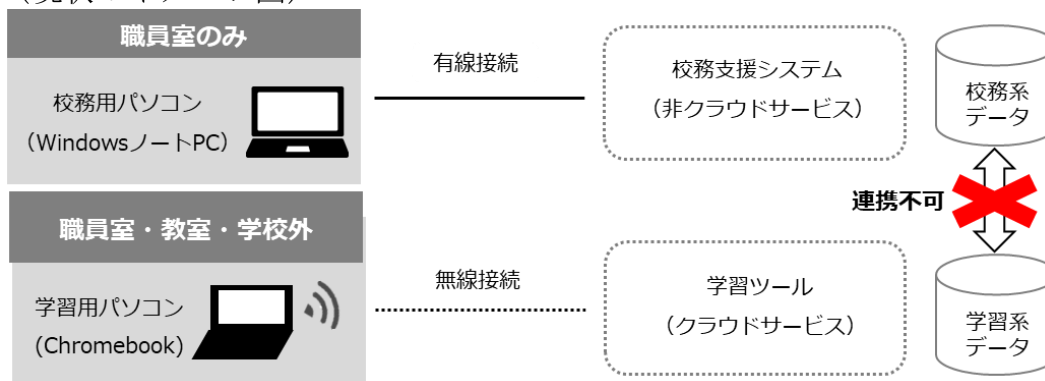 職員室のみ
校務用パソコン
（WindowsノートPC）
有線接続
校務支援システム
（非クラウドサービス）
校務系
データ
連携不可
職員室・教室・学校外
学習用パソコン
(Chromebook)
無線接続
学習ツール
（クラウドサービス）
学習系
データ